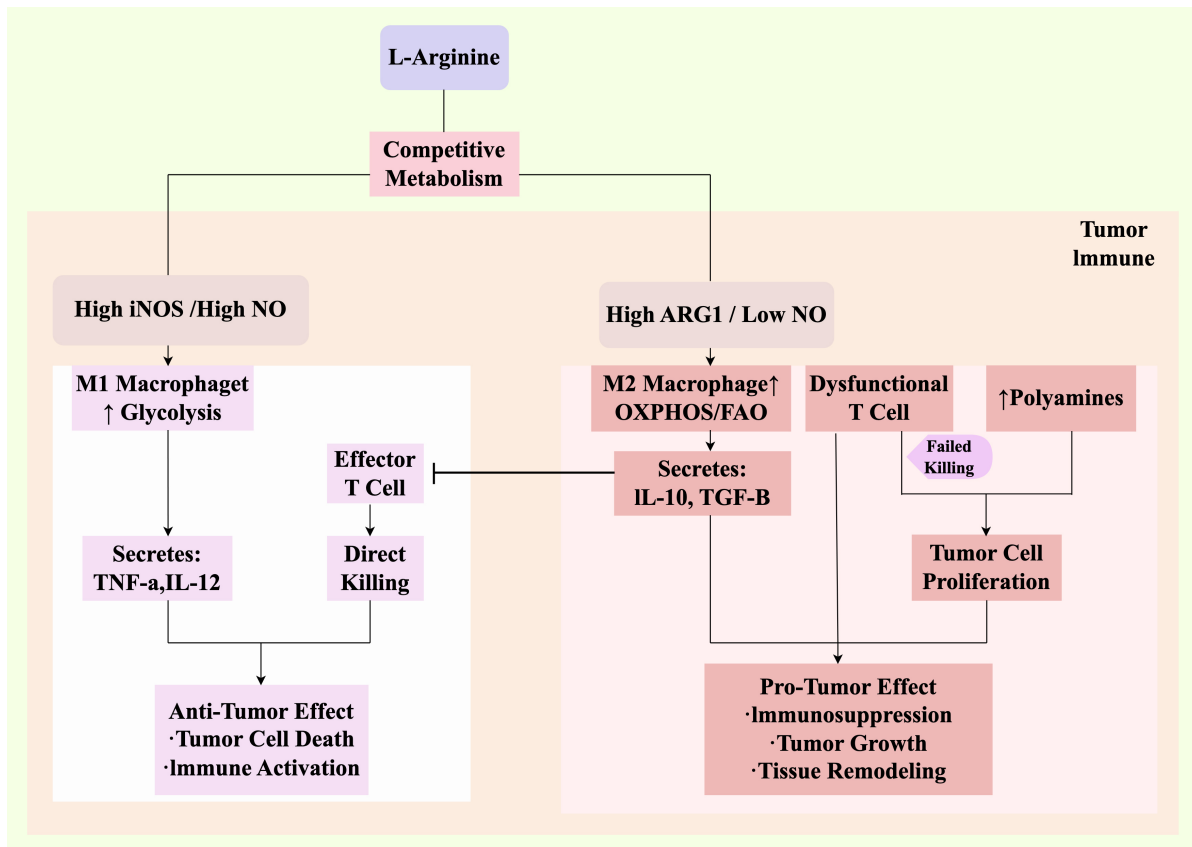 L-Arginine
Competitive
Metabolism
Tumor
lmmune
High iNOS /High NO
High ARG1 / Low NO
M1 Macrophaget
↑ Glycolysis
M2 Macrophage↑
OXPHOS/FAO
Dysfunctional
T Cell
↑Polyamines
Failed
Killing
Effector
T Cell
Secretes:
lL-10, TGF-B
Secretes:
TNF-a,IL-12
Direct
Killing
Tumor Cell
Proliferation
Anti-Tumor Effect
·Tumor Cell Death
·lmmune Activation
Pro-Tumor Effect
·lmmunosuppression
·Tumor Growth
·Tissue Remodeling